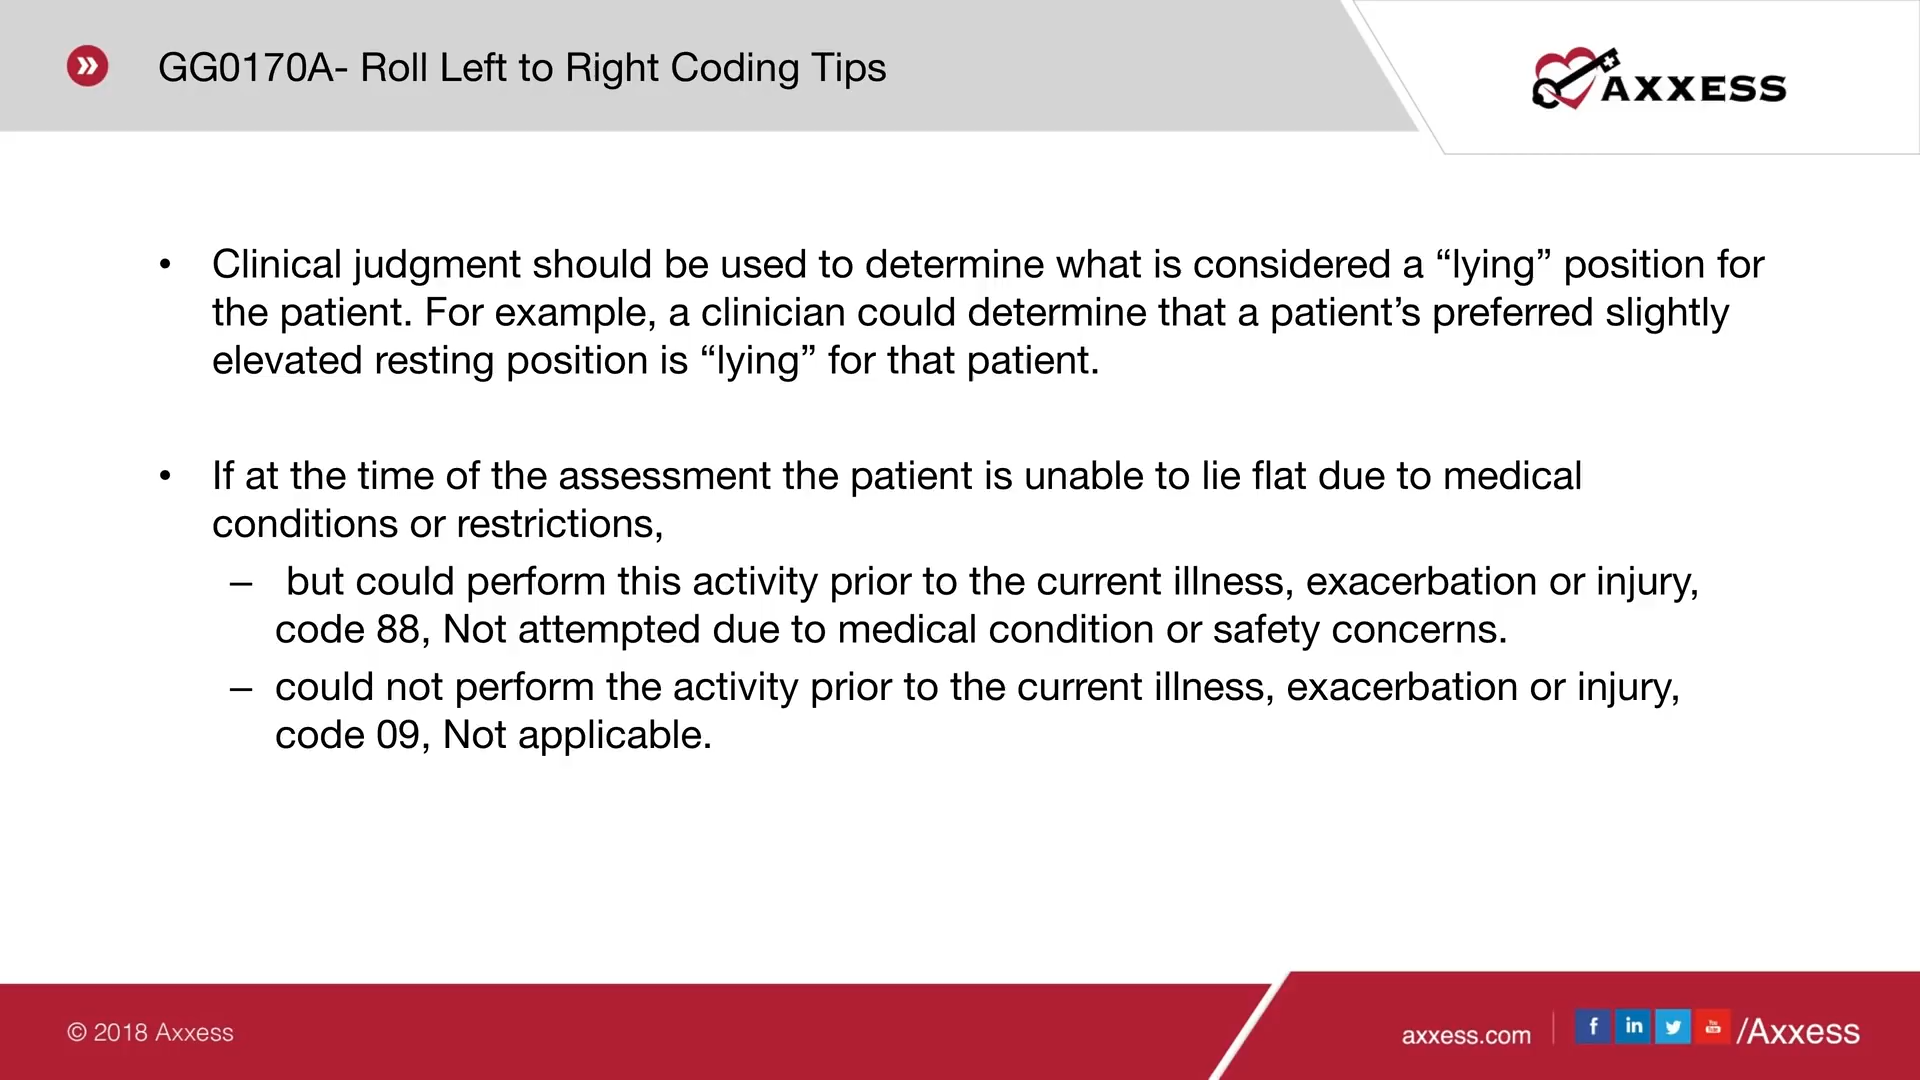 GG0170A- Roll Left to Right Coding Tips
AXXESS
• Clinical judgment should be used to determine what is considered a “lying” position for
the patient. For example, a clinician could determine that a patient’s preferred slightly
elevated resting position is “lying” for that patient.
• If at the time of the assessment the patient is unable to lie flat due to medical
conditions or restrictions,
– but could perform this activity prior to the current illness, exacerbation or injury,
code 88, Not attempted due to medical condition or safety concerns.
– could not perform the activity prior to the current illness, exacerbation or injury,
code 09, Not applicable.
© 2018 Axxess
axxess.com
/Axxess